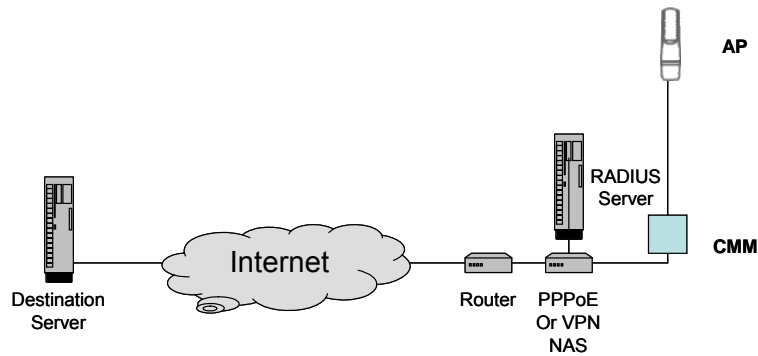 AP
RADIUS
Server
CMM
Internet
Destination
Server
Router
PPPoE
Or VPN
NAS